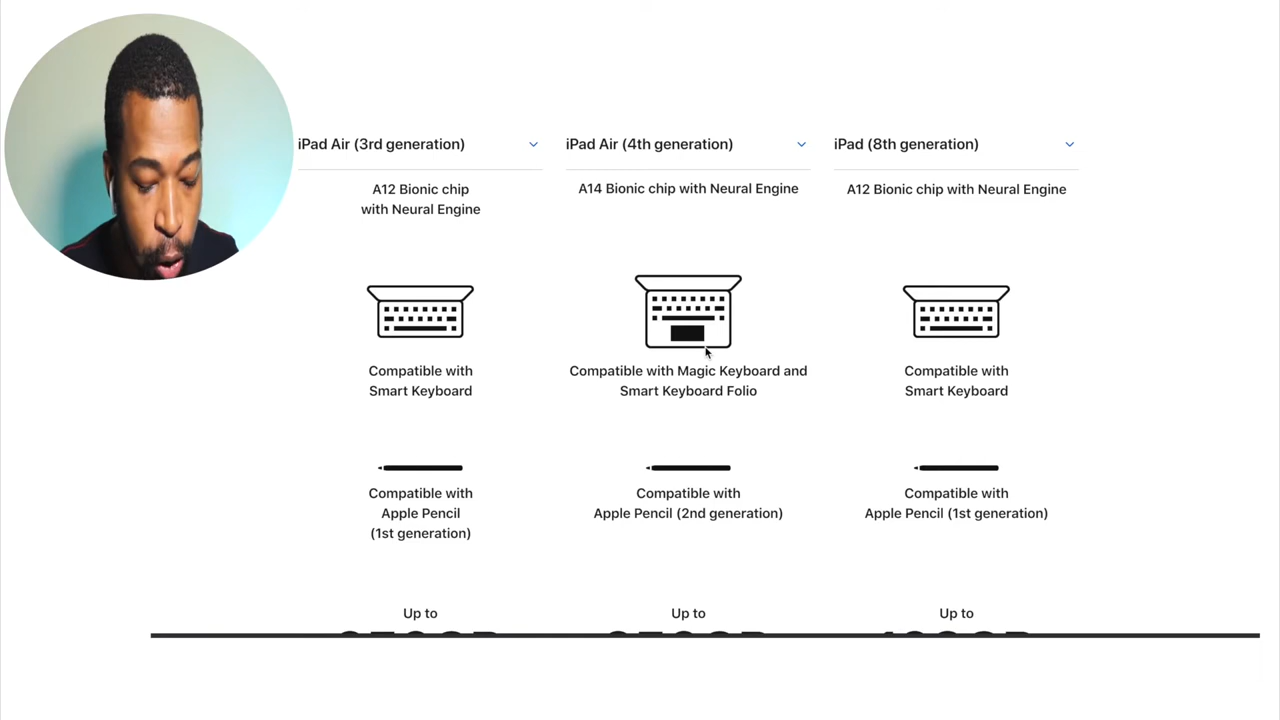 iPad Air (3rd generation)
iPad Air (4th generation)
iPad (8th generation)
A12 Bionic chip
with Neural Engine
A14 Bionic chip with Neural Engine
A12 Bionic chip with Neural Engine
Compatible with
Smart Keyboard
Compatible with Magic Keyboard and
Smart Keyboard Folio
Compatible with
Smart Keyboard
Compatible with
Apple Pencil
(1st generation)
Compatible with
Apple Pencil (2nd generation)
Compatible with
Apple Pencil (1st generation)
Up to
Up to
Up to